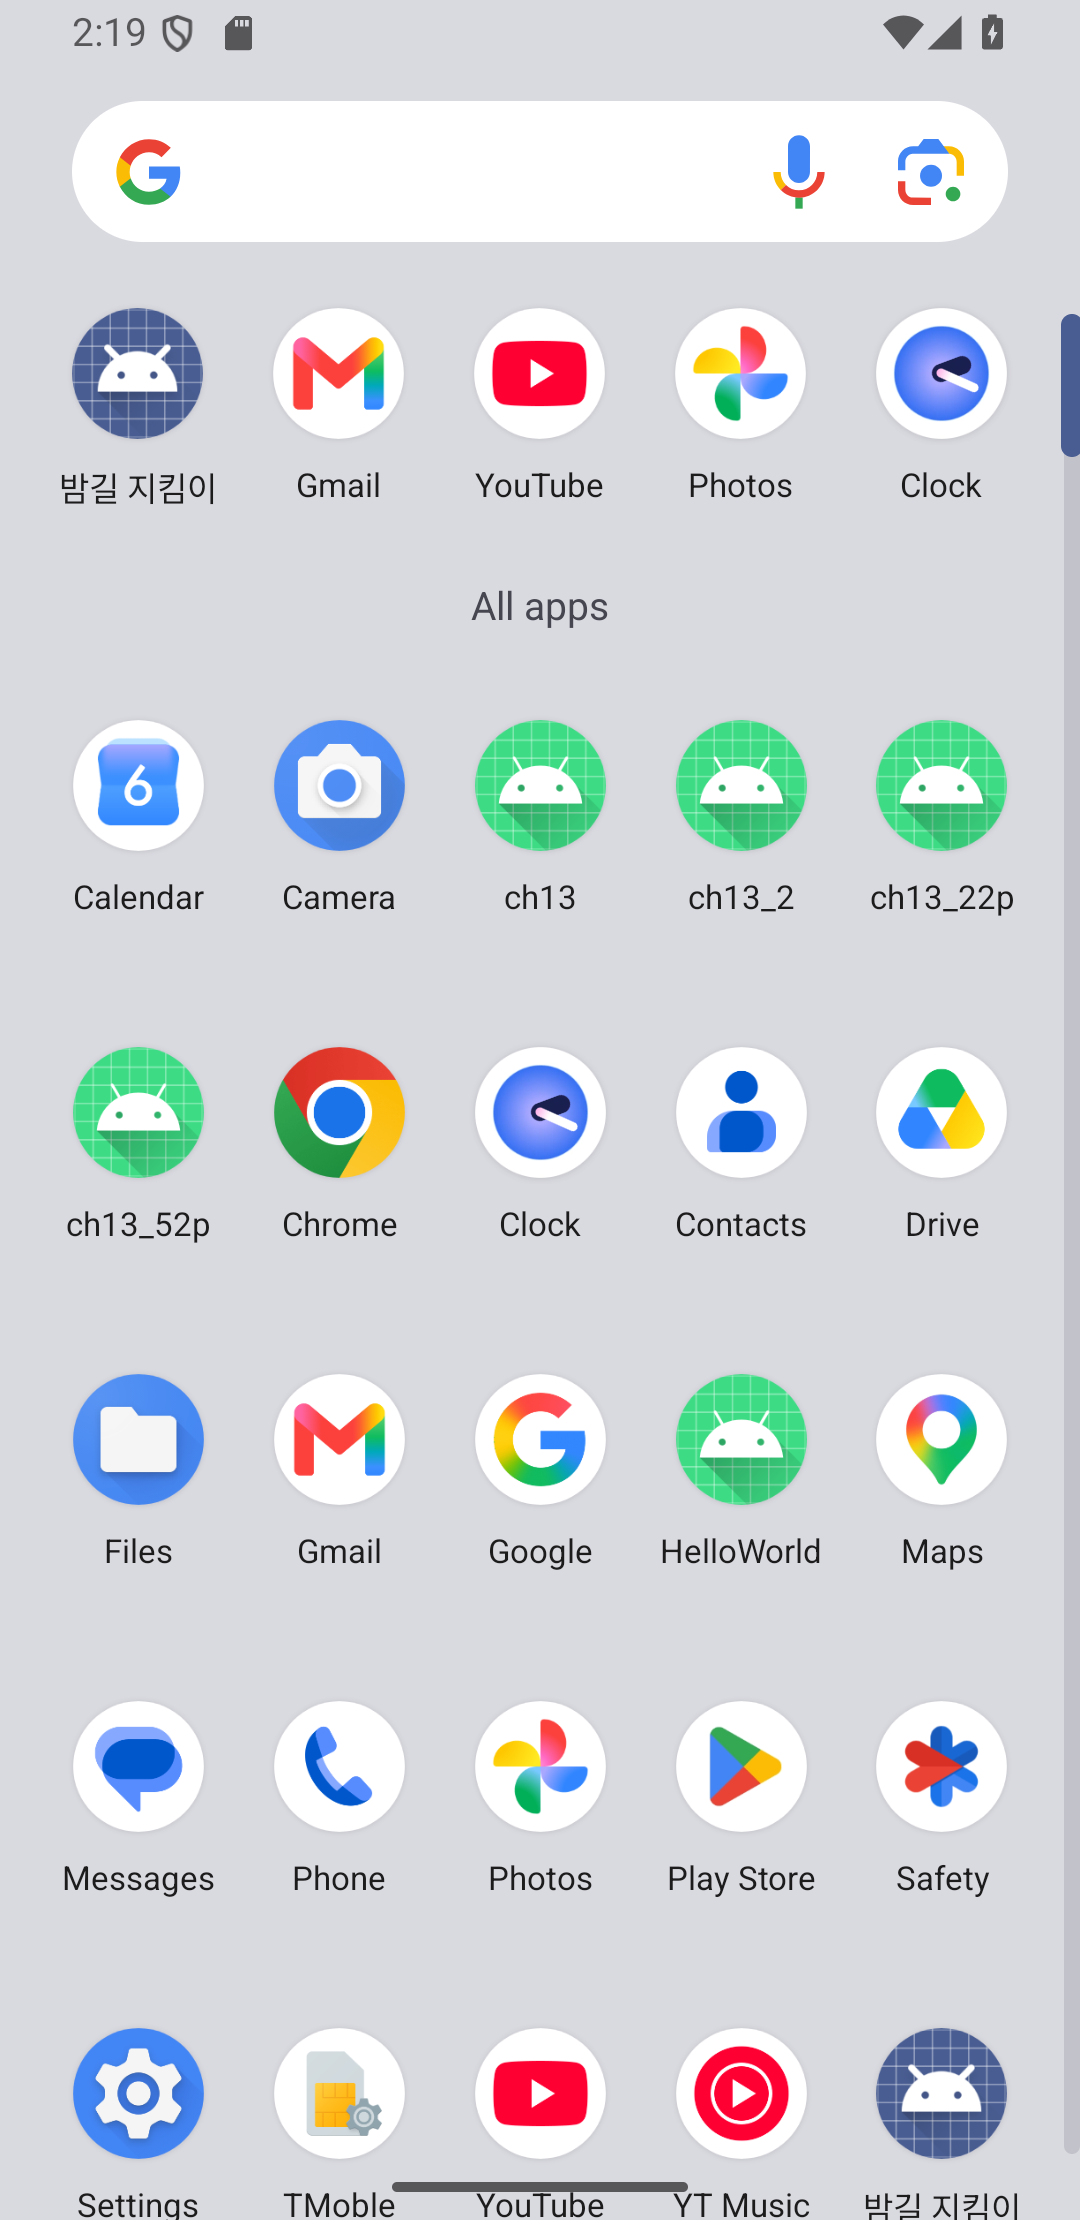 2:19
밤길 지킴이 Gmail YouTube Photos Clock
All apps
6
Calendar Camera ch13 ch13_2 ch13_22p
ch13_52p Chrome Clock Contacts Drive
Files Gmail Google HelloWorld Maps
Messages Phone Photos Play Store Safety
Settings TMoble YouTube YT Music 밤길 지킴이